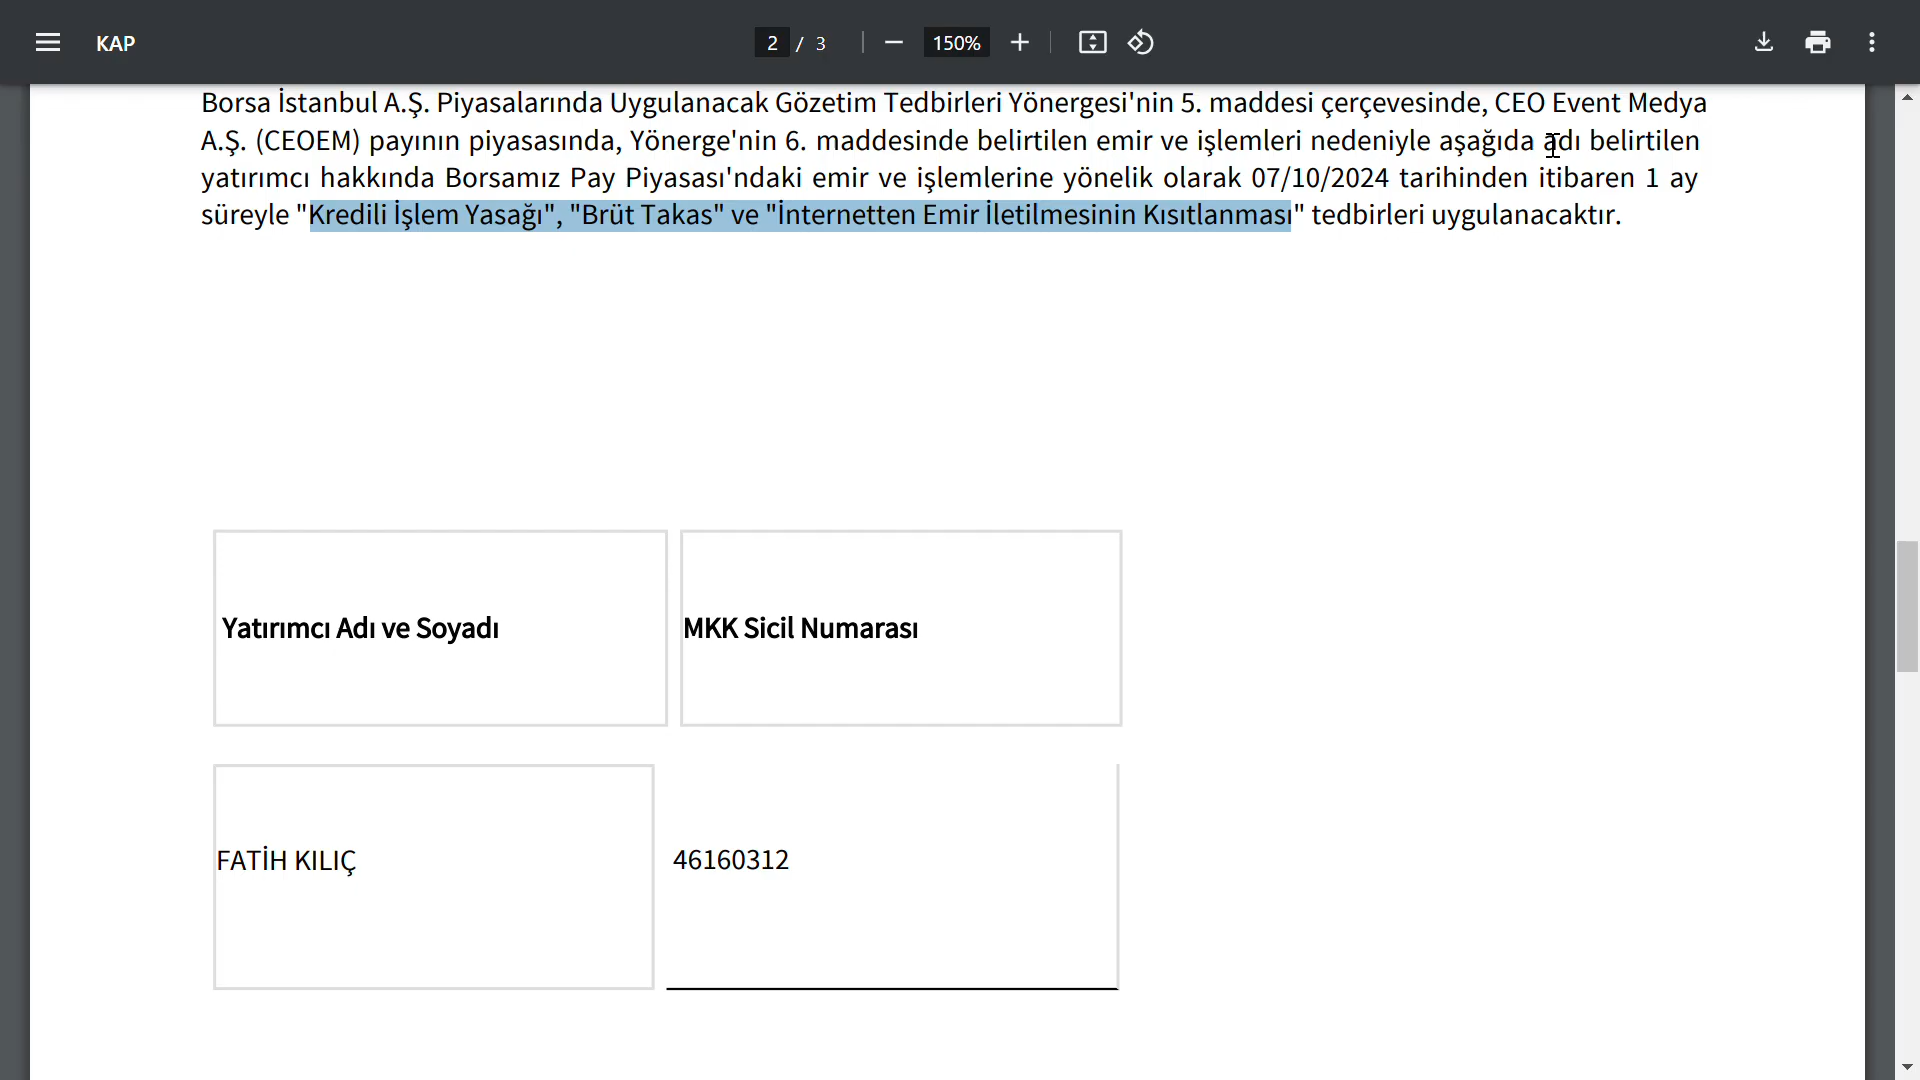 KAP
2 / 3
150%
Borsa İstanbul A.Ş. Piyasalarında Uygulanacak Gözetim Tedbirleri Yönergesi'nin 5. maddesi çerçevesinde, CEO Event Medya
A.Ş. (CEOEM) payının piyasasında, Yönerge'nin 6. maddesinde belirtilen emir ve işlemleri nedeniyle aşağıda adı belirtilen
yatırımcı hakkında Borsamız Pay Piyasası'ndaki emir ve işlemlerine yönelik olarak 07/10/2024 tarihinden itibaren 1 ay
süreyle "Kredili İşlem Yasağı", "Brüt Takas" ve "İnternetten Emir İletilmesinin Kısıtlanması" tedbirleri uygulanacaktır.
Yatırımcı Adı ve Soyadı
MKK Sicil Numarası
FATİH KILIÇ
46160312